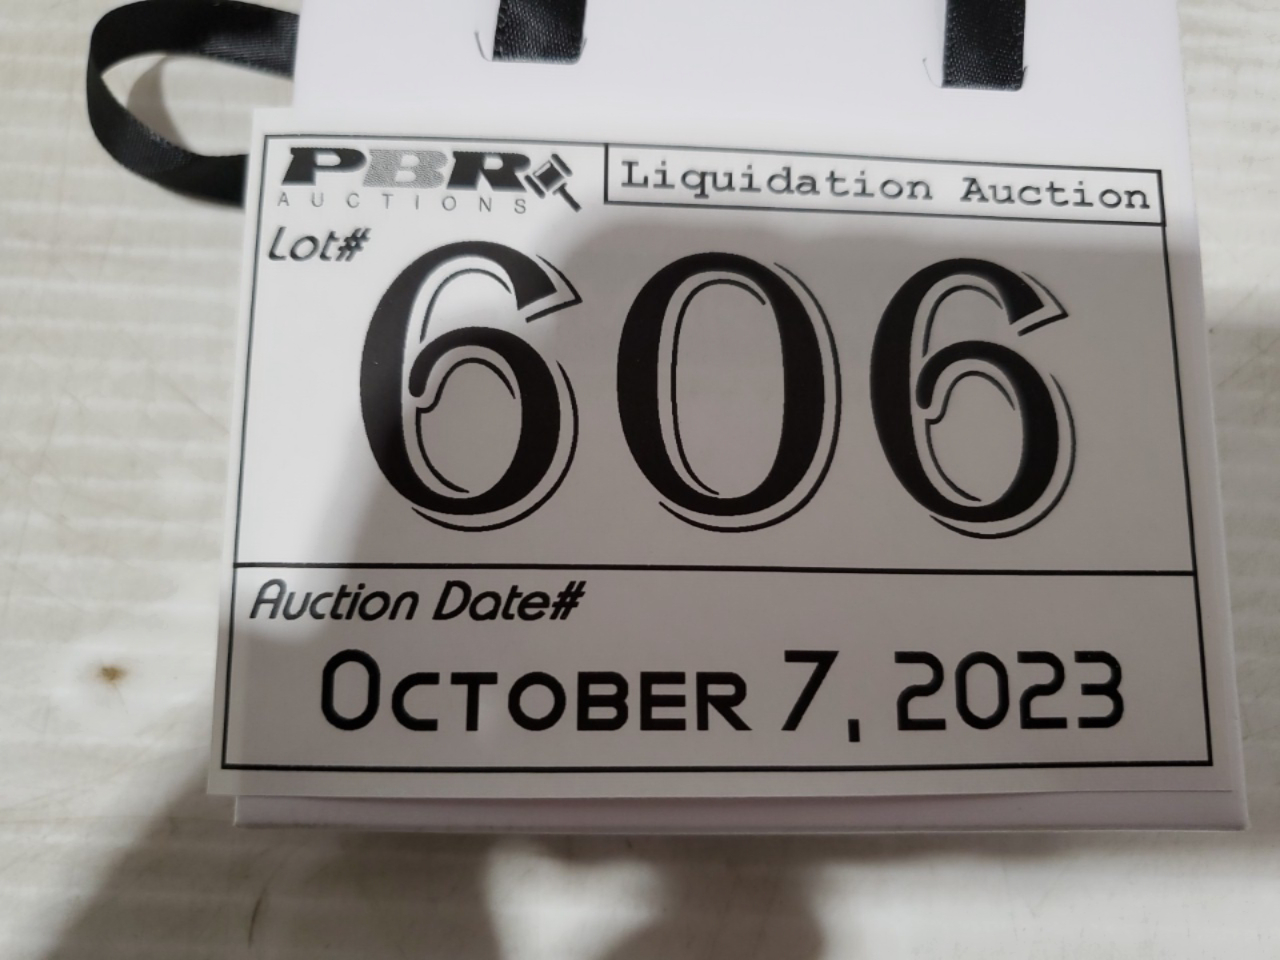 PBR
AUCTIONS
Liquidation Auction
Lot#
606
Auction Date#
OCTOBER 7, 2023